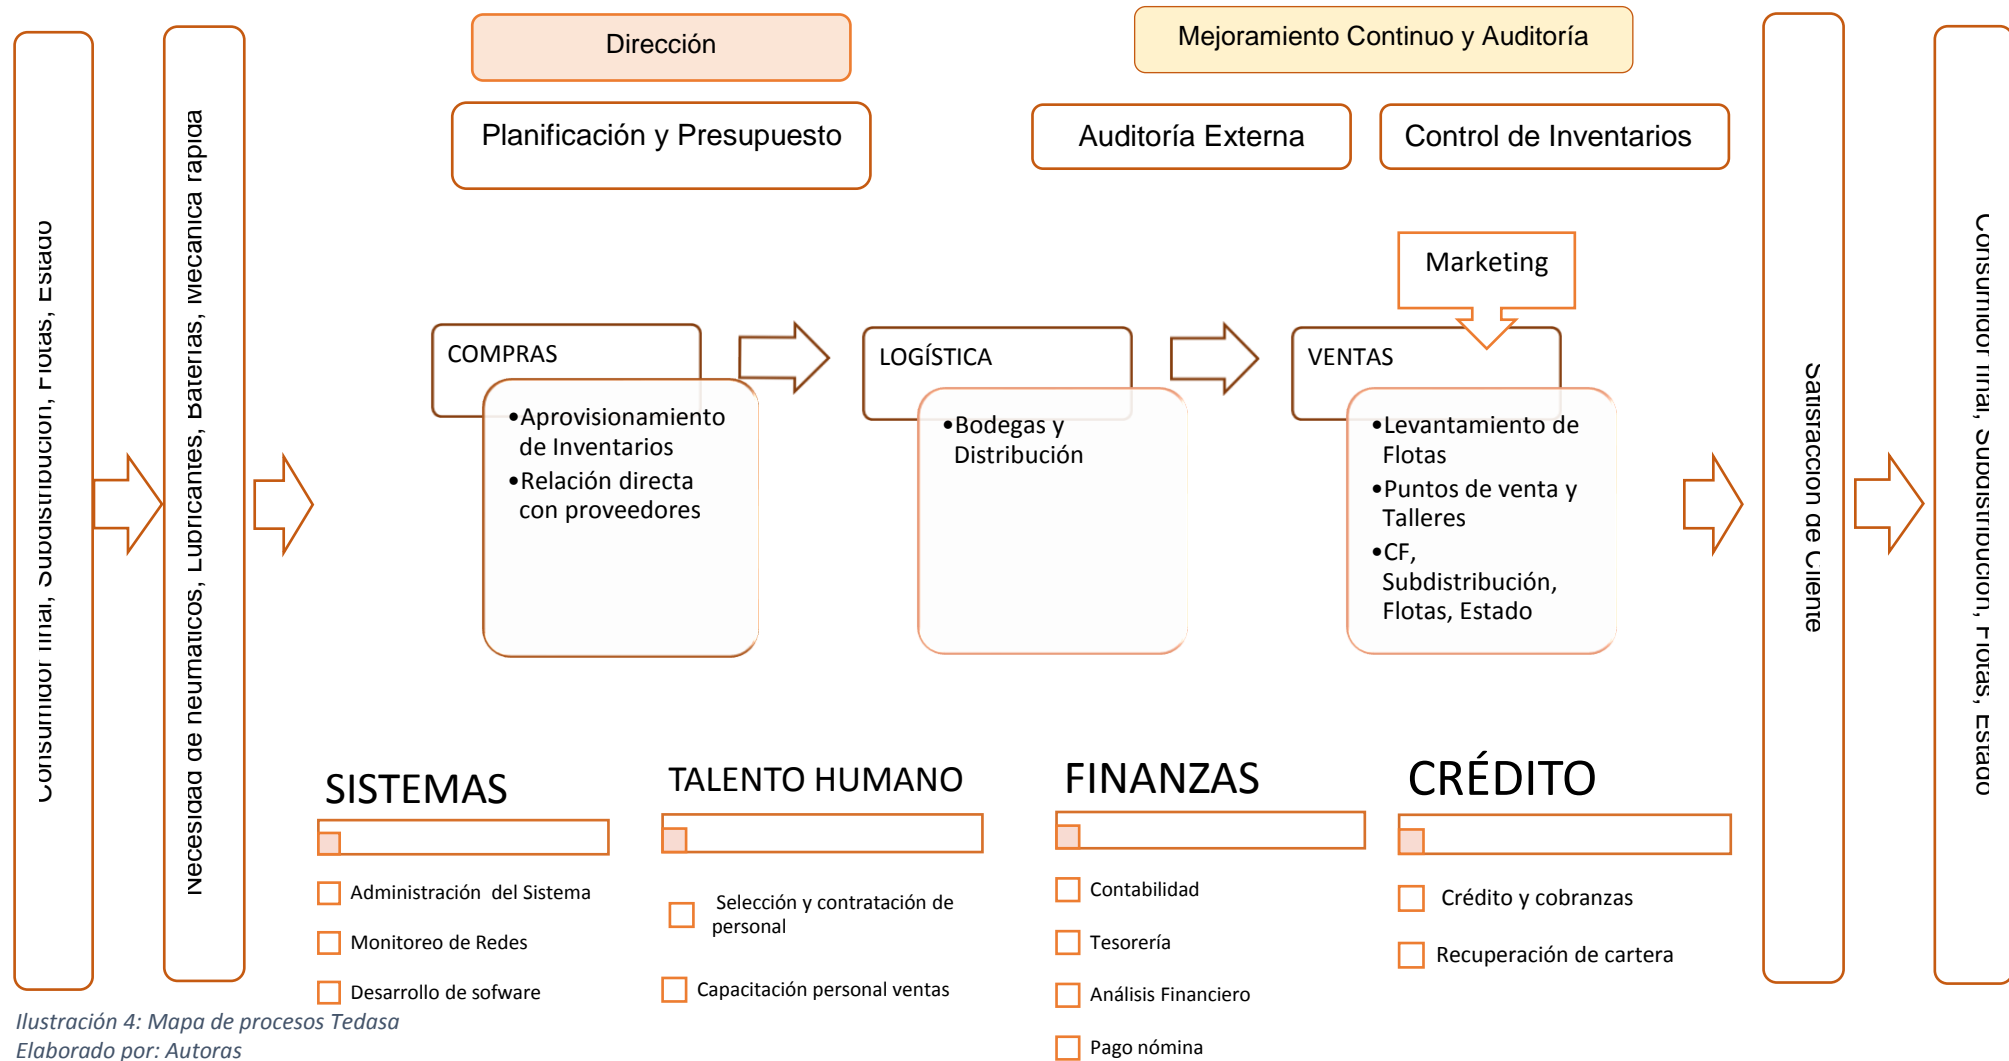 Consumidor final, Subdistribución, Flotas, Estado
Necesidad de neumáticos, Lubricantes, Baterías, Mecánica rápida
Dirección
Mejoramiento Continuo y Auditoría
Planificación y Presupuesto
Auditoría Externa
Control de Inventarios
Marketing
COMPRAS
•Aprovisionamiento
de Inventarios
•Relación directa
con proveedores
LOGÍSTICA
•Bodegas y
Distribución
VENTAS
•Levantamiento de
Flotas
•Puntos de venta y
Talleres
•CF,
Subdistribución,
Flotas, Estado
Satisfacción de Cliente
Consumidor final, Subdistribución, Flotas, Estado
SISTEMAS
Administración del Sistema
Monitoreo de Redes
Desarrollo de sofware
TALENTO HUMANO
Selección y contratación de
personal
Capacitación personal ventas
FINANZAS
Contabilidad
Tesorería
Análisis Financiero
Pago nómina
CRÉDITO
Crédito y cobranzas
Recuperación de cartera
Ilustración 4: Mapa de procesos Tedasa
Elaborado por: Autoras